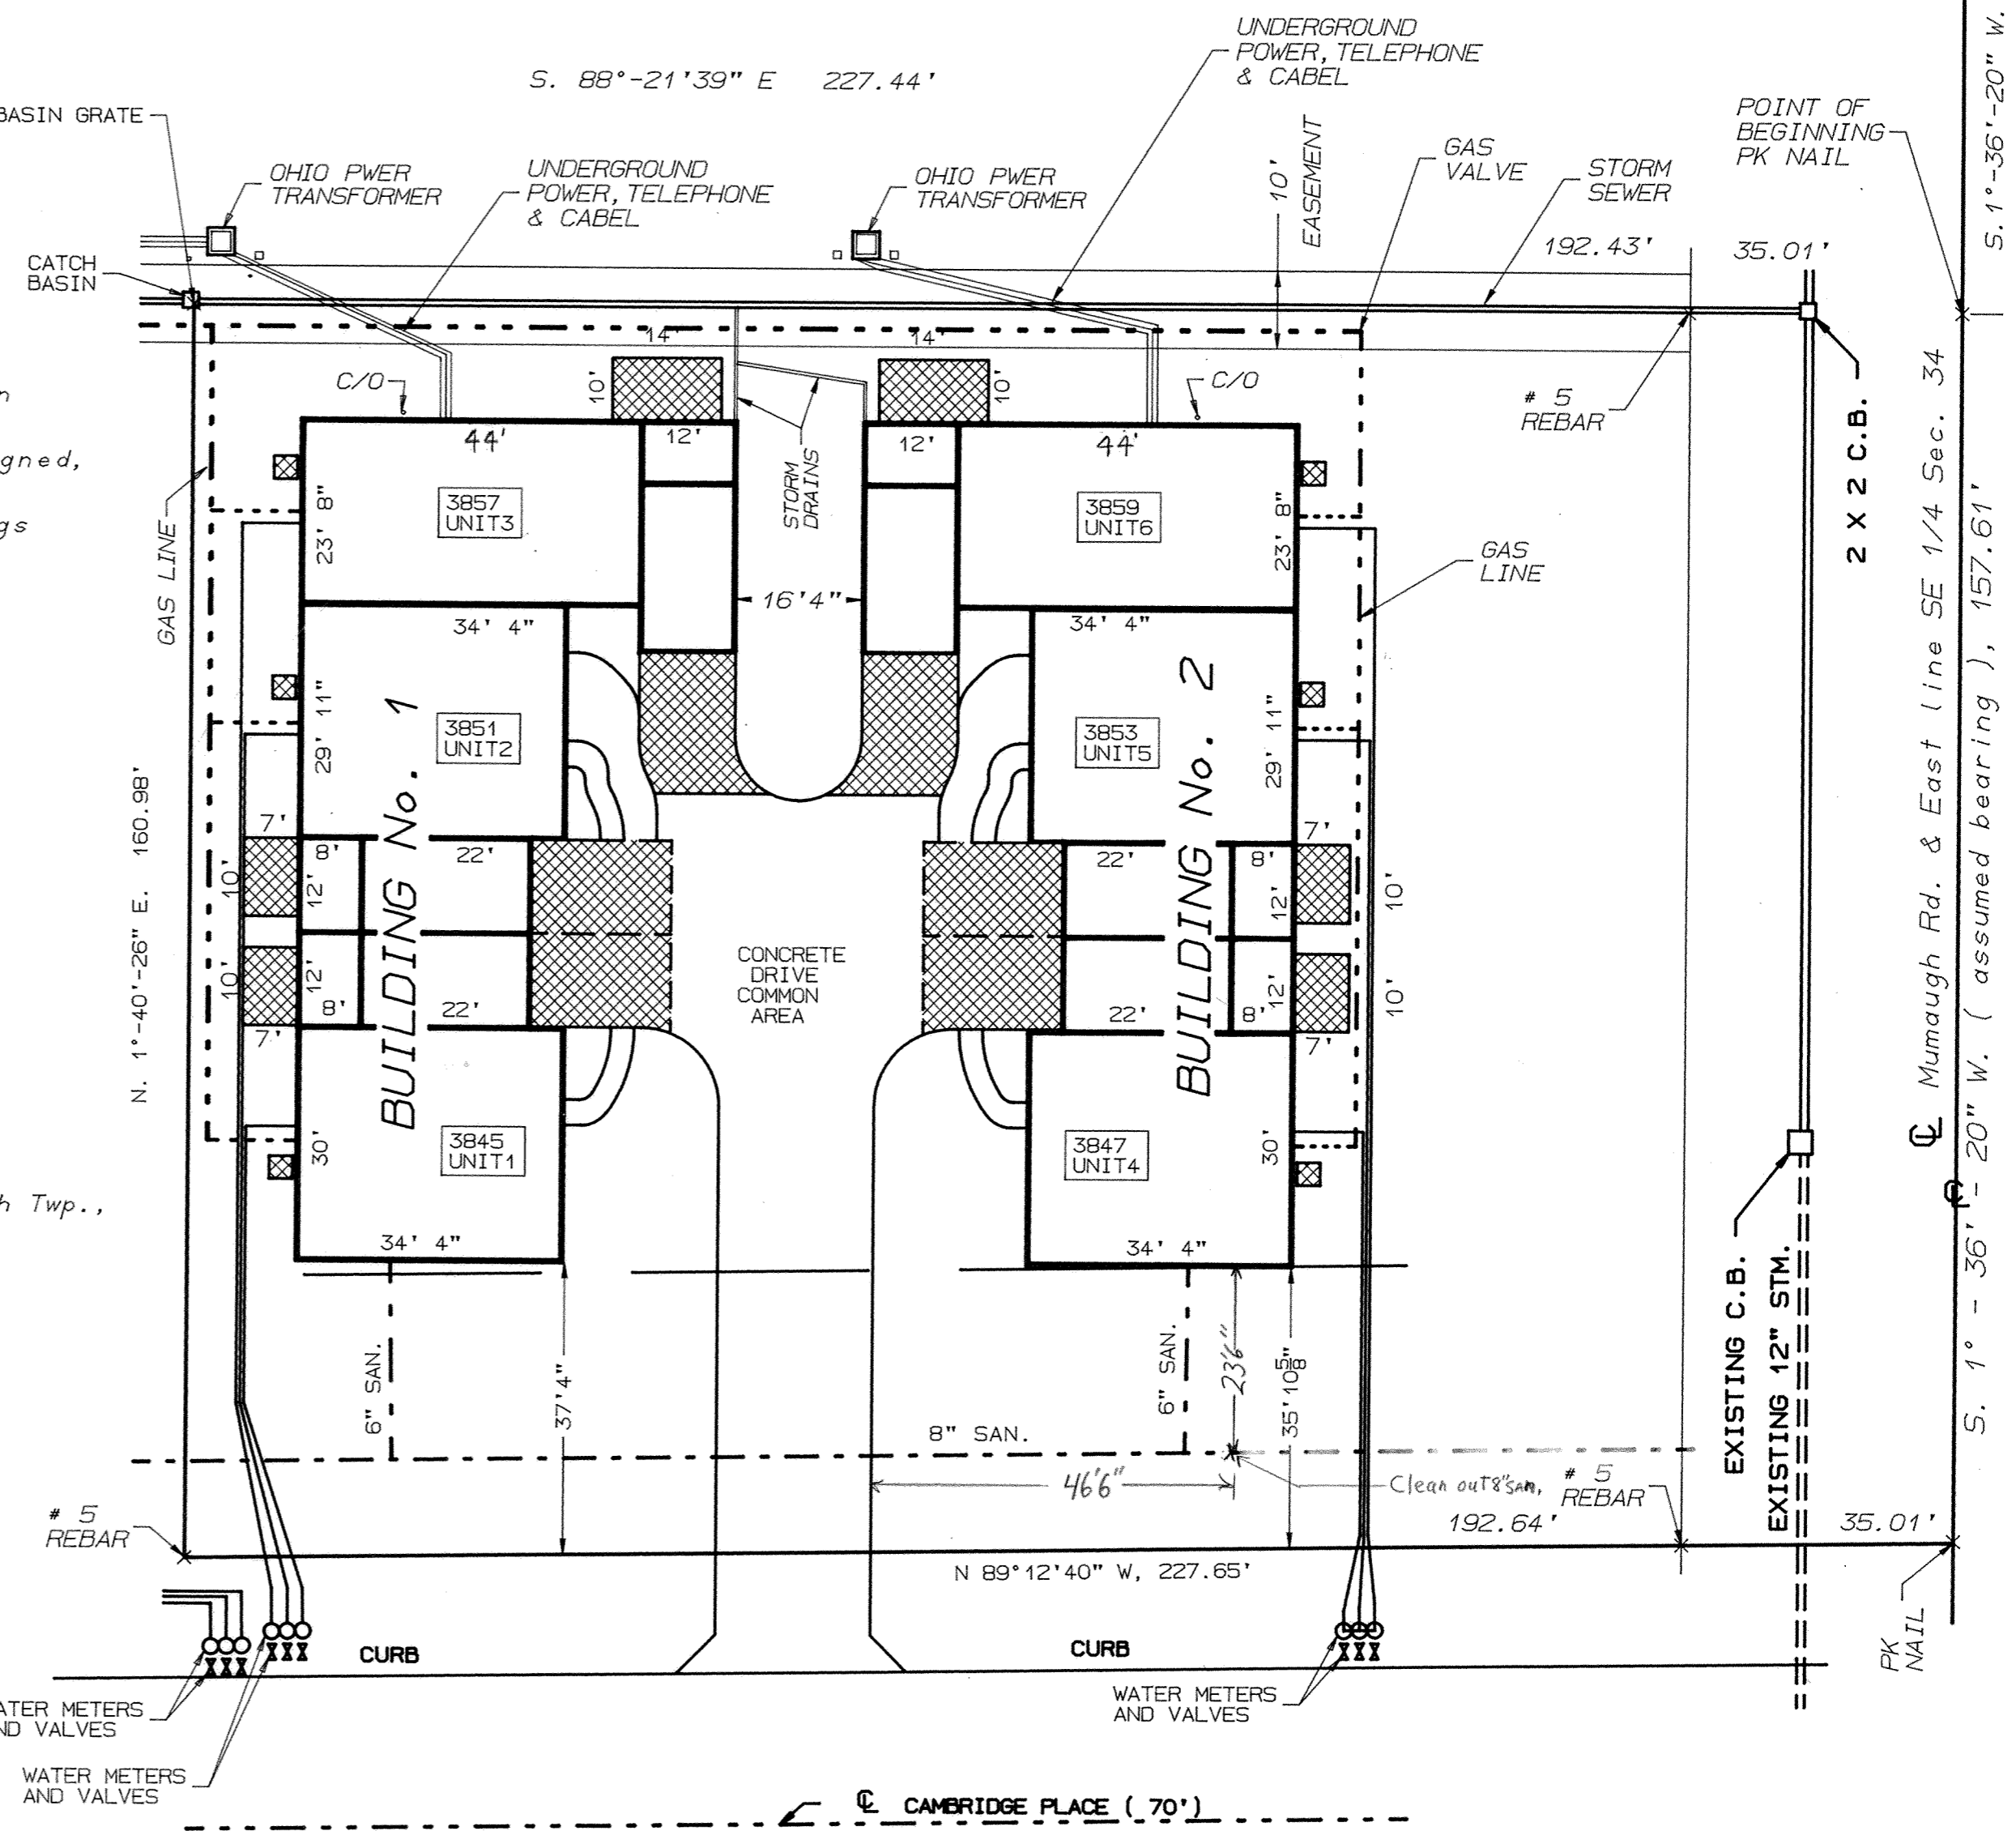 S. 88°-21'39" E 227.44'
UNDERGROUND
POWER, TELEPHONE
& CABEL
S. 1°-36'-20" W.
BASIN GRATE
POINT OF
BEGINNING
PK NAIL
OHIO PWER
TRANSFORMER
UNDERGROUND
POWER, TELEPHONE
& CABEL
OHIO PWER
TRANSFORMER
10'
EASEMENT
GAS
VALVE
STORM
SEWER
192.43'
35.01'
CATCH
BASIN
14'
14'
C/O
10'
10'
C/O
# 5
REBAR
2 X 2 C.B.
44'
12'
STORM
DRAINS
12'
44'
gned,
gs
GAS LINE
23' 8"
3857
UNIT3
3859
UNIT6
23' 8"
GAS
LINE
16'4"
34' 4"
34' 4"
29' 11"
3851
UNIT2
3853
UNIT5
29' 11"
BUILDING No. 1
BUILDING No. 2
N. 1°-40'-26" E. 160.98'
7'
8'
22'
22'
8'
7'
10'
12'
12'
10'
CONCRETE
DRIVE
COMMON
AREA
10'
12'
12'
10'
7'
8'
22'
22'
8'
7'
30'
3845
UNIT1
3847
UNIT4
30'
h Twp.,
34' 4"
34' 4"
℄ Mumaugh Rd. & East line SE 1/4 Sec. 34
℄
S. 1° - 36' - 20" W. ( assumed bearing ), 157.61'
EXISTING C.B.
EXISTING 12" STM.
6" SAN.
37'4"
6" SAN.
23'6"
35'10 5/8"
8" SAN.
46'6"
Clean out 8" SAN.
# 5
REBAR
# 5
REBAR
192.64'
35.01'
N 89°12'40" W, 227.65'
PK
NAIL
CURB
CURB
WATER METERS
AND VALVES
ATER METERS
ND VALVES
WATER METERS
AND VALVES
℄ CAMBRIDGE PLACE ( 70')